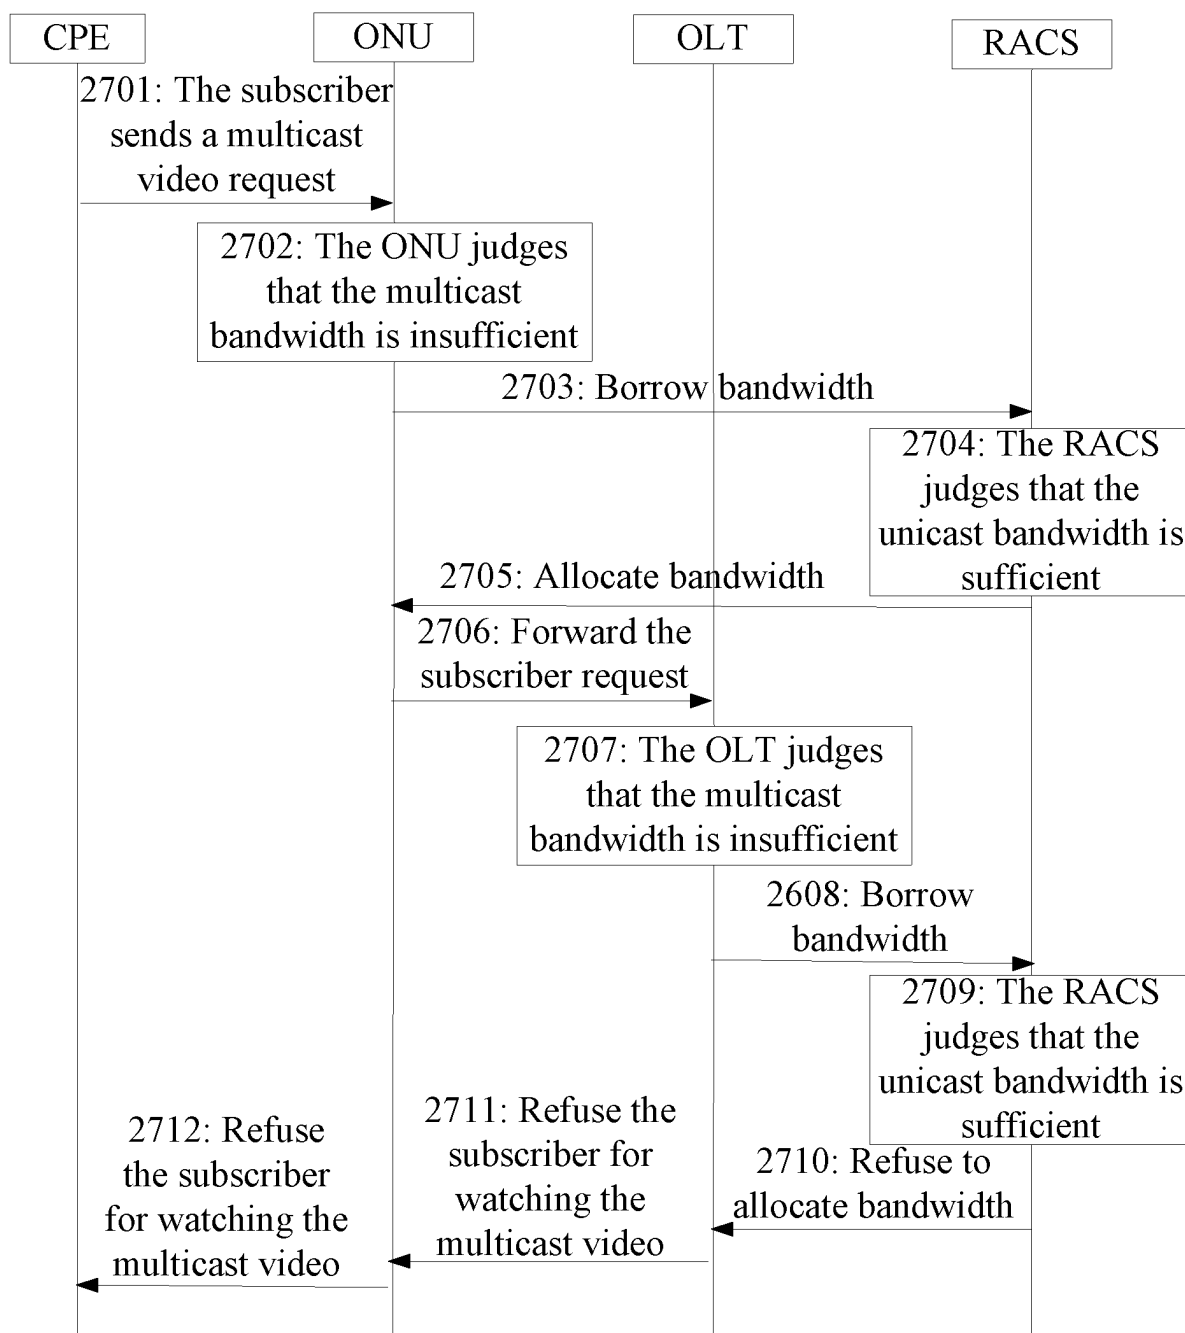 CPE
ONU
OLT
RACS
2701: The subscriber
sends a multicast
video request
2702: The ONU judges
that the multicast
bandwidth is insufficient
2703: Borrow bandwidth
2704: The RACS
judges that the
unicast bandwidth is
sufficient
2705: Allocate bandwidth
2706: Forward the
subscriber request
2707: The OLT judges
that the multicast
bandwidth is insufficient
2608: Borrow
bandwidth
2709: The RACS
judges that the
unicast bandwidth is
sufficient
2710: Refuse to
allocate bandwidth
2711: Refuse the
subscriber for
watching the
multicast video
2712: Refuse
the subscriber
for watching the
multicast video